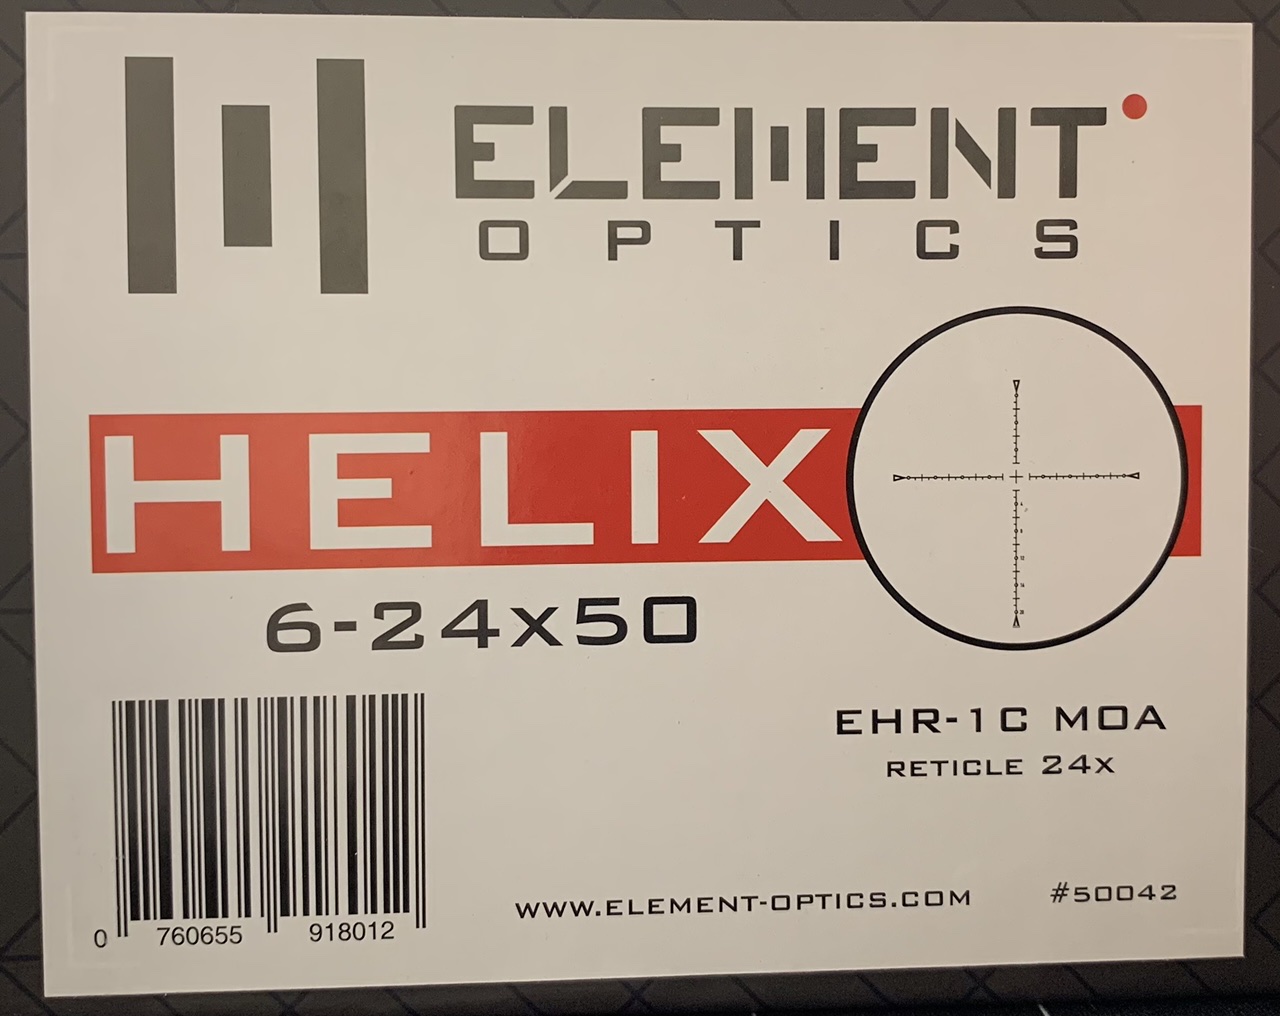 ELEMENT
OPTICS
HELIX
6-24x50
EHR-1C MOA
RETICLE 24x
0 760655 918012
WWW.ELEMENT-OPTICS.COM
#50042